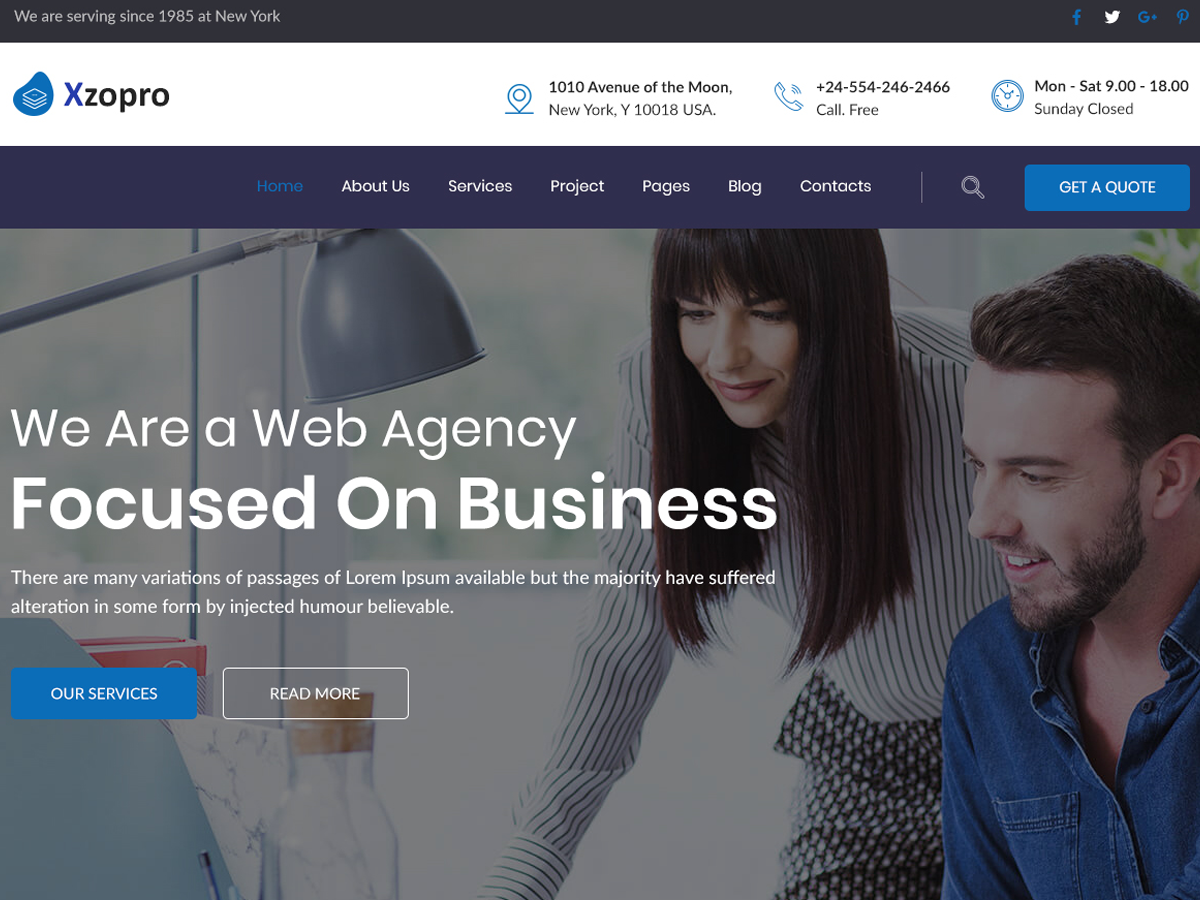 We are serving since 1985 at New York
Xzopro
1010 Avenue of the Moon,
New York, Y 10018 USA.
+24-554-246-2466
Call. Free
Mon - Sat 9.00 - 18.00
Sunday Closed
Home About Us Services Project Pages Blog Contacts GET A QUOTE
We Are a Web Agency
Focused On Business
There are many variations of passages of Lorem Ipsum available but the majority have suffered
alteration in some form by injected humour believable.
OUR SERVICES READ MORE